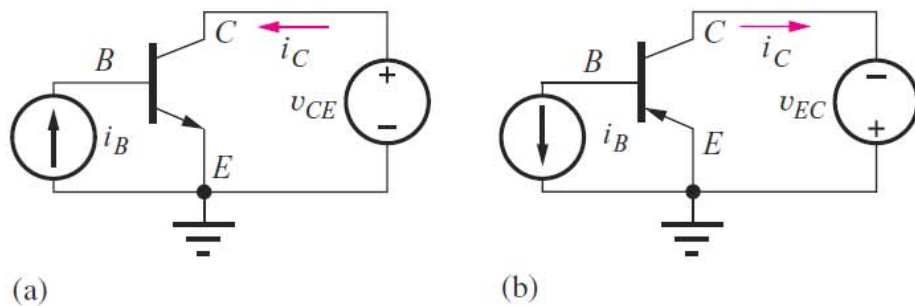 C C
i_C i_C
B B
+ −
v_CE v_EC
i_B − i_B +
E E
(a) (b)